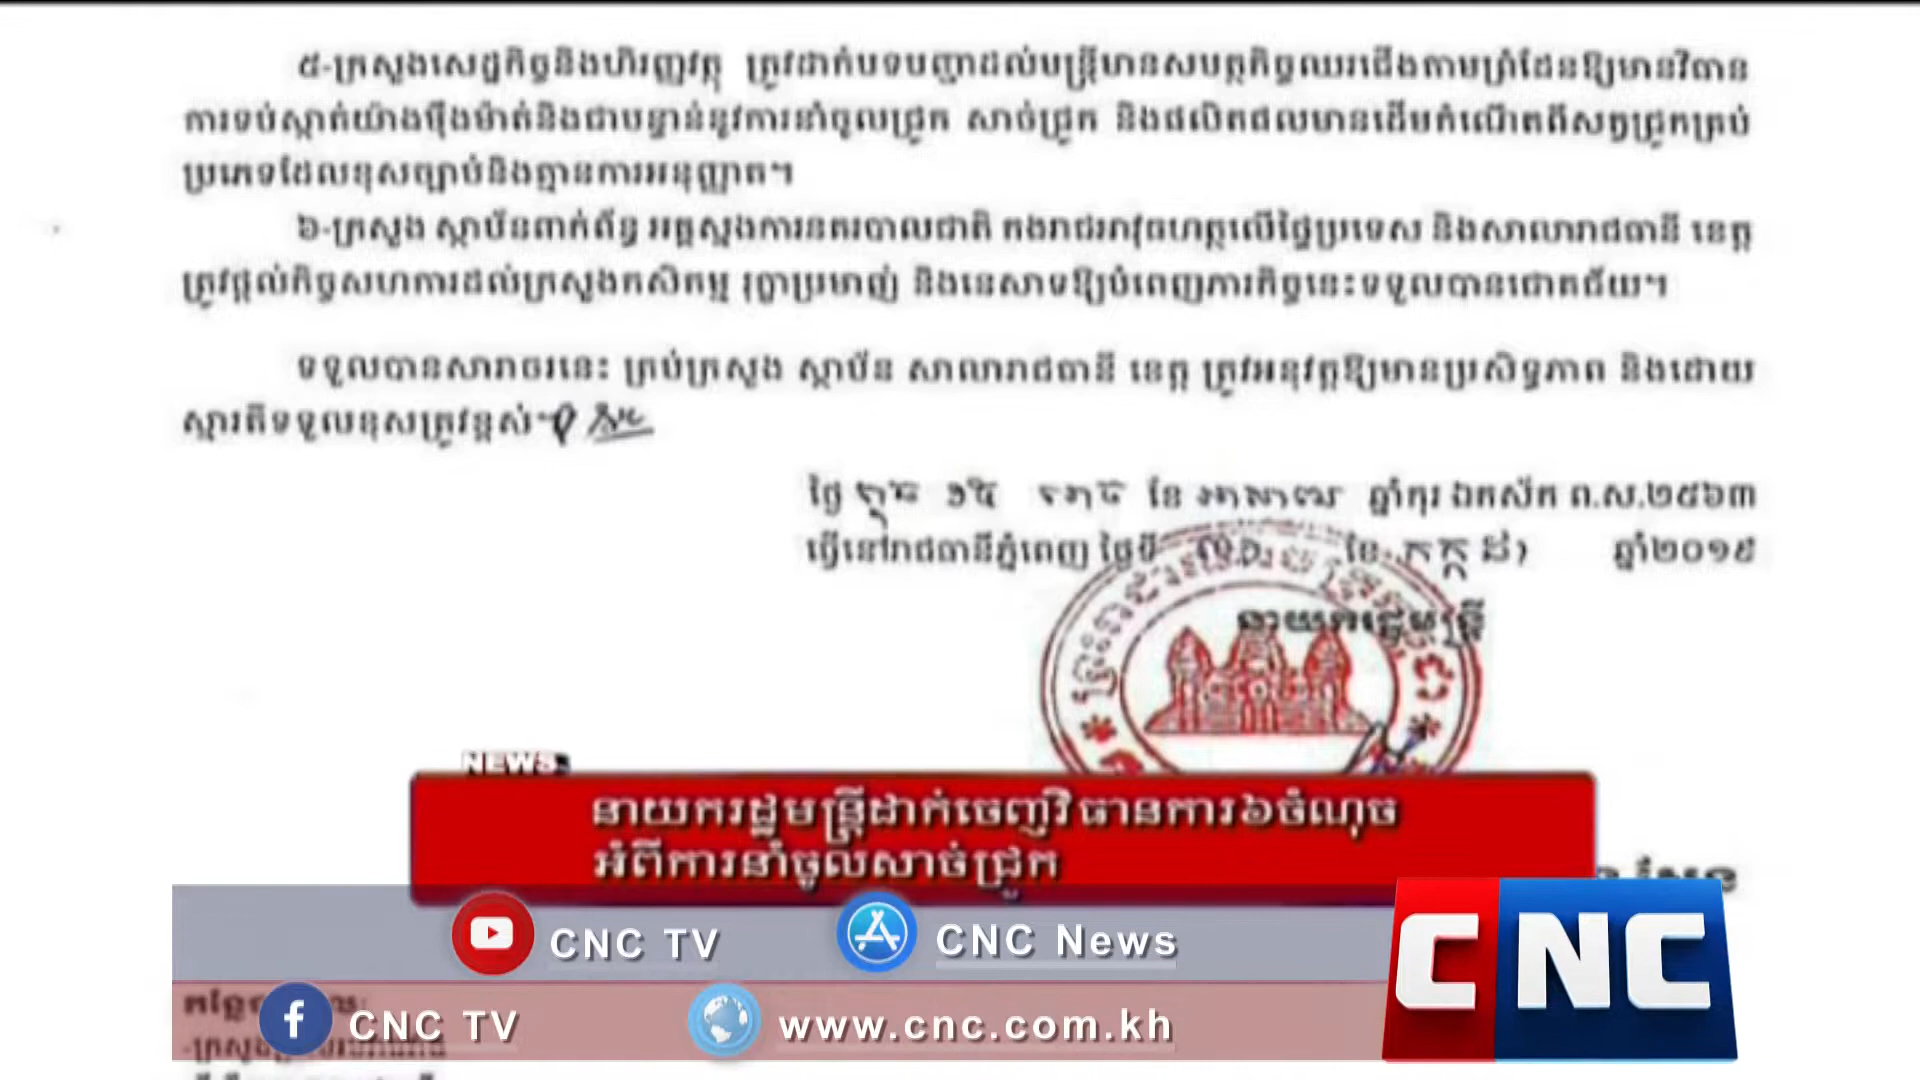 ៥-ក្រសួងសេដ្ឋកិច្ចនិងហិរញ្ញវត្ថុ ត្រូវដាក់បទបញ្ជាដល់មន្ត្រីមានសមត្ថកិច្ចឈរជើងតាមព្រំដែនឱ្យមានវិធាន
ការទប់ស្កាត់យ៉ាងម៉ឺងម៉ាត់និងជាបន្ទាន់នូវការនាំចូលជ្រូក សាច់ជ្រូក និងផលិតផលមានដើមកំណើតពីសត្វជ្រូកគ្រប់
ប្រភេទដែលខុសច្បាប់និងគ្មានការអនុញ្ញាត។
៦-ក្រសួង ស្ថាប័នពាក់ព័ន្ធ អគ្គស្នងការនគរបាលជាតិ កងរាជអាវុធហត្ថលើផ្ទៃប្រទេស និងសាលារាជធានី ខេត្ត
ត្រូវផ្តល់កិច្ចសហការដល់ក្រសួងកសិកម្ម រុក្ខាប្រមាញ់ និងនេសាទឱ្យបំពេញភារកិច្ចនេះទទួលបានជោគជ័យ។
ទទួលបានសារាចរនេះ គ្រប់ក្រសួង ស្ថាប័ន សាលារាជធានី ខេត្ត ត្រូវអនុវត្តឱ្យមានប្រសិទ្ធភាព និងដោយ
ស្មារតីទទួលខុសត្រូវខ្ពស់។
ថ្ងៃ ពុធ ១៥ រោច ខែ អាសាឍ ឆ្នាំកុរ ឯកស័ក ព.ស.២៥៦៣
ធ្វើនៅរាជធានីភ្នំពេញ ថ្ងៃទី ខែ កក្កដា ឆ្នាំ២០១៩
នាយករដ្ឋមន្ត្រី
NEWS
នាយករដ្ឋមន្ត្រីដាក់ចេញវិធានការ៦ចំណុច
អំពីការនាំចូលសាច់ជ្រូក
សែន
CNC TV
CNC News
CNC
CNC TV
www.cnc.com.kh